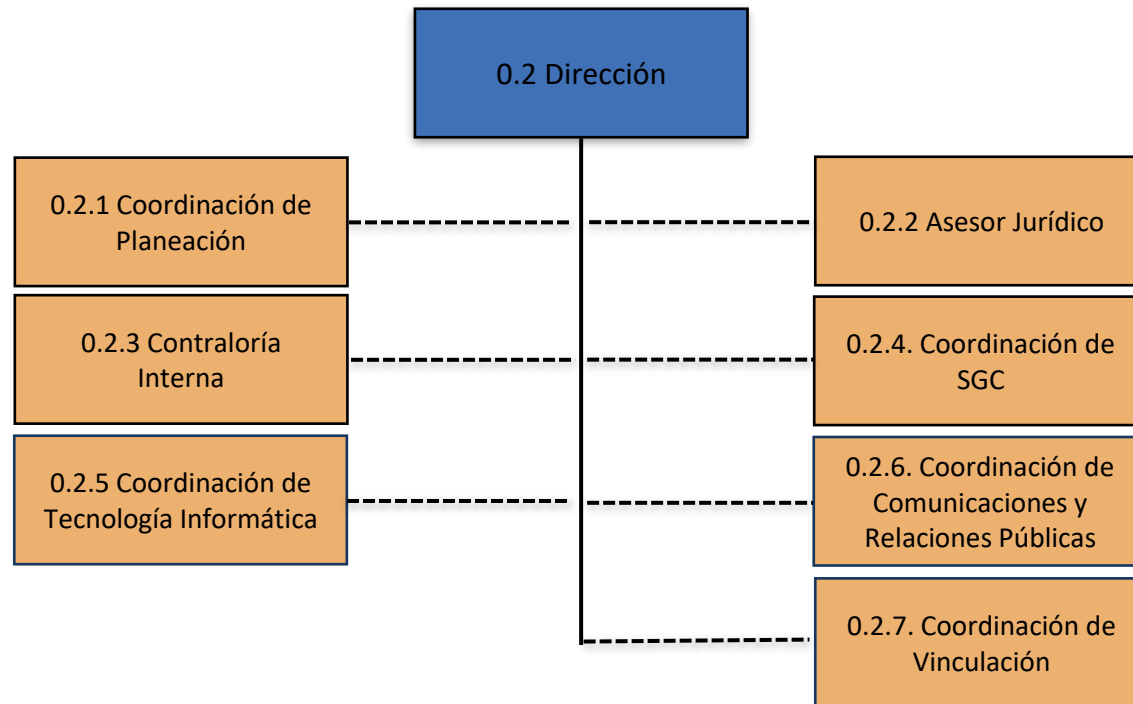 0.2 Dirección
0.2.1 Coordinación de
Planeación
0.2.2 Asesor Jurídico
0.2.3 Contraloría
Interna
0.2.4. Coordinación de
SGC
0.2.5 Coordinación de
Tecnología Informática
0.2.6. Coordinación de
Comunicaciones y
Relaciones Públicas
0.2.7. Coordinación de
Vinculación